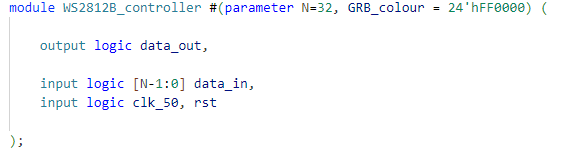 module WS2812B_controller #(parameter N=32, GRB_colour = 24'hFF0000) (
output logic data_out,
input logic [N-1:0] data_in,
input logic clk_50, rst
);